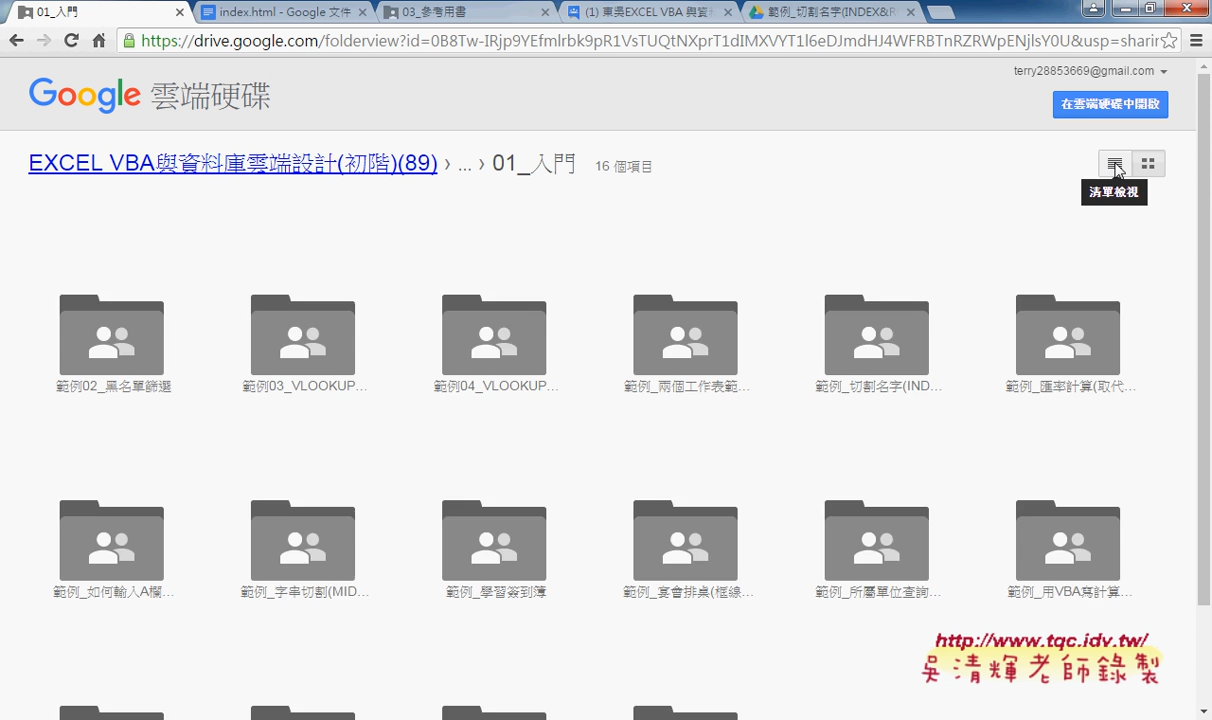 01_入門
index.html - Google 文件
03_參考用書
(1) 東吳EXCEL VBA 與資料
範例_切割名字(INDEX&R
https://drive.google.com/folderview?id=0B8Tw-IRjp9YEfmlrbk9pR1VsTUQtNXprT1dIMXVYT1l6eDJmdHJ4WFRBTnRZRWpENjlsY0U&usp=sharin
terry28853669@gmail.com
Google 雲端硬碟
在雲端硬碟中開啟
EXCEL VBA與資料庫雲端設計(初階)(89) › ... › 01_入門 16 個項目
清單檢視
範例02_黑名單篩選
範例03_VLOOKUP...
範例04_VLOOKUP...
範例_兩個工作表範...
範例_切割名字(IND...
範例_匯率計算(取代...
範例_如何輸入A欄...
範例_字串切割(MID...
範例_學習簽到簿
範例_宴會排桌(框線...
範例_所屬單位查詢...
範例_用VBA寫計算...
http://www.tqc.idv.tw/
吳清輝老師錄製